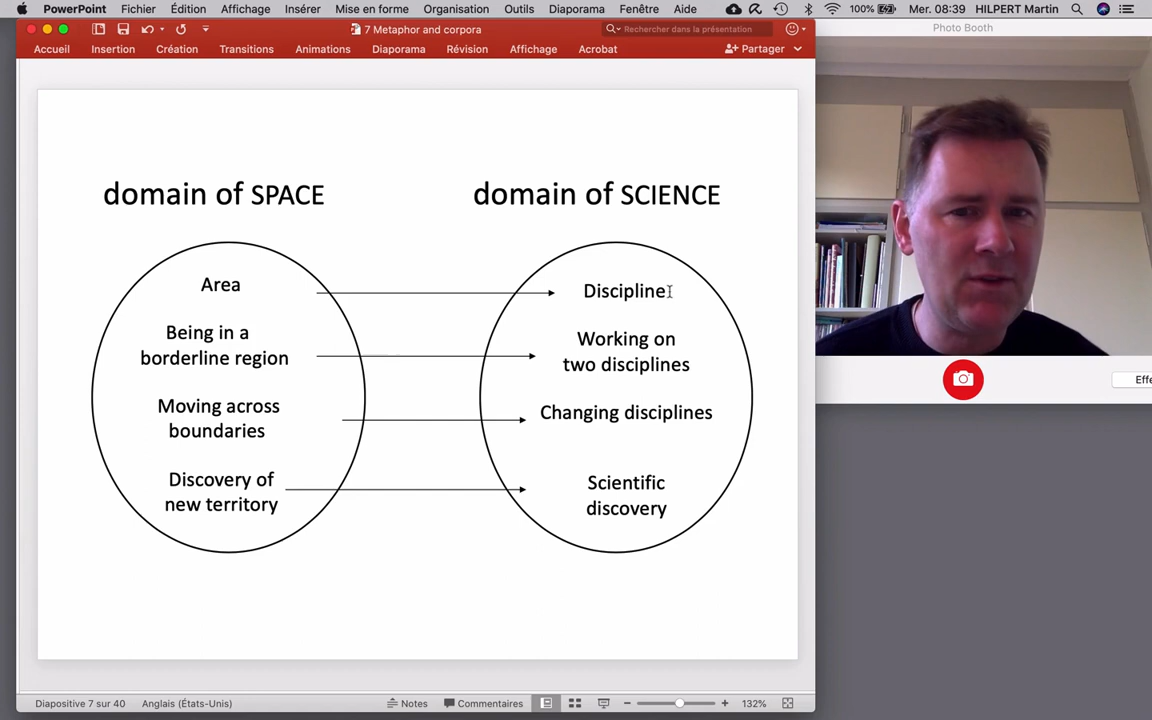 PowerPoint Fichier Édition Affichage Insérer Mise en forme Organisation Outils Diaporama Fenêtre Aide 100% Mer. 08:39 HILPERT Martin
7 Metaphor and corpora
Rechercher dans la présentation
Photo Booth
Accueil Insertion Création Transitions Animations Diaporama Révision Affichage Acrobat Partager
domain of SPACE
domain of SCIENCE
Area
Discipline
Being in a
borderline region
Working on
two disciplines
Moving across
boundaries
Changing disciplines
Discovery of
new territory
Scientific
discovery
Effe
Diapositive 7 sur 40 Anglais (États-Unis) Notes Commentaires 132%